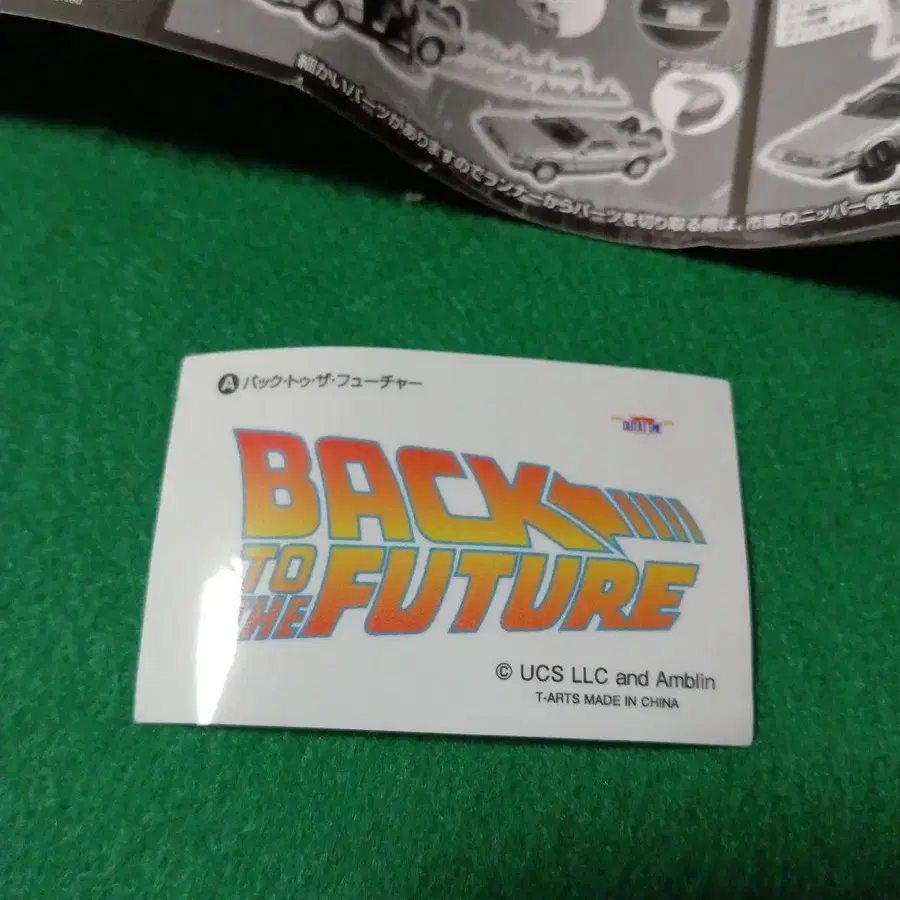 細かいパーツがありますのでランナーからパーツを切り取る際は、市販のニッパー等を
Ⓐバック・トゥ・ザ・フューチャー
OUTATIME
BACK
TO
THE FUTURE
© UCS LLC and Amblin
T-ARTS MADE IN CHINA